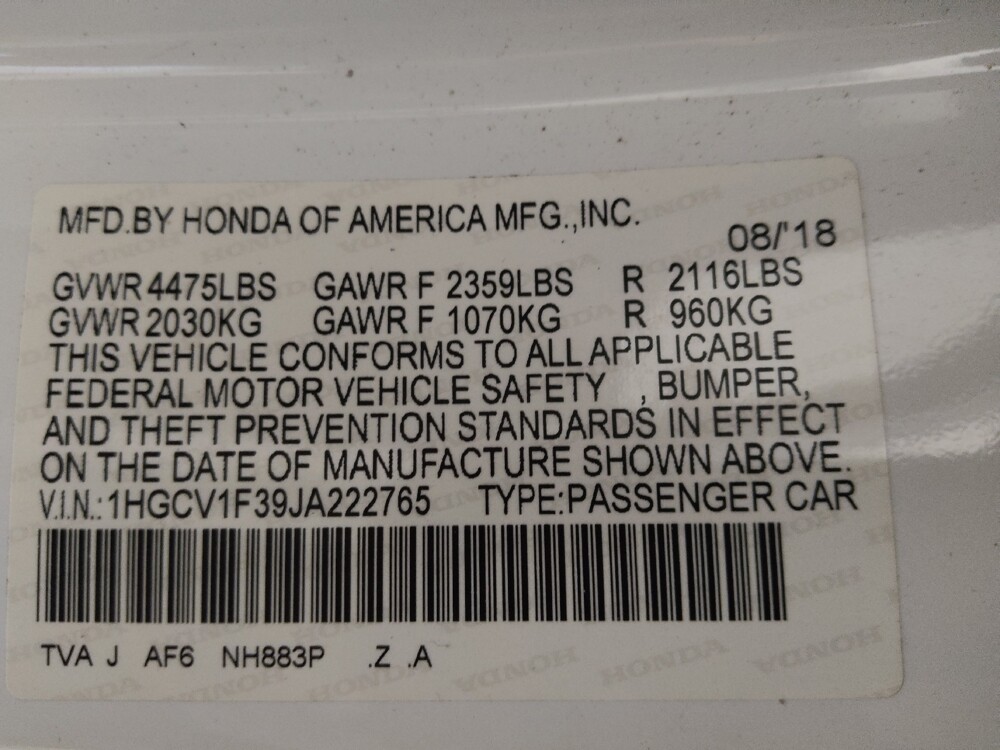 MFD.BY HONDA OF AMERICA MFG.,INC.
08/'18
GVWR 4475LBS GAWR F 2359LBS R 2116LBS
GVWR 2030KG GAWR F 1070KG R 960KG
THIS VEHICLE CONFORMS TO ALL APPLICABLE
FEDERAL MOTOR VEHICLE SAFETY , BUMPER,
AND THEFT PREVENTION STANDARDS IN EFFECT
ON THE DATE OF MANUFACTURE SHOWN ABOVE.
V.I.N.:1HGCV1F39JA222765 TYPE:PASSENGER CAR
TVA J AF6 NH883P .Z .A